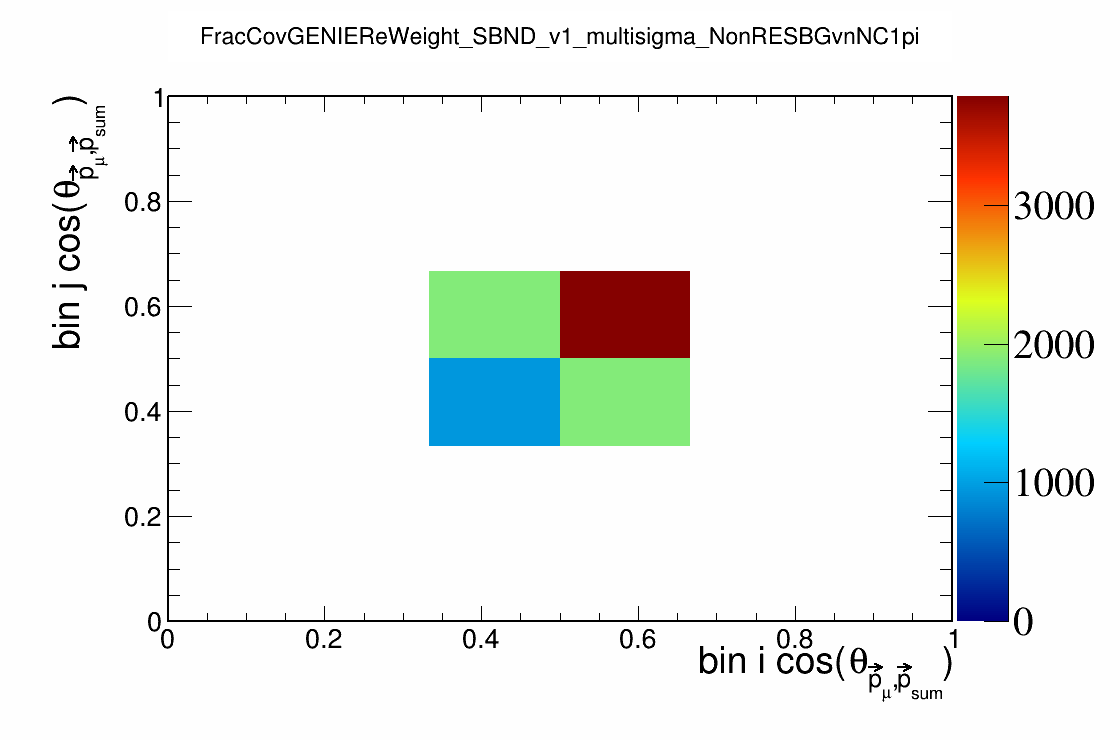 FracCovGENIEReWeight_SBND_v1_multisigma_NonRESBGvnNC1pi
bin j cos(θp⃗μ,p⃗sum)
1
0.8
0.6
0.4
0.2
0
0 0.2 0.4 0.6 0.8 1
bin i cos(θp⃗μ,p⃗sum)
3000
2000
1000
0